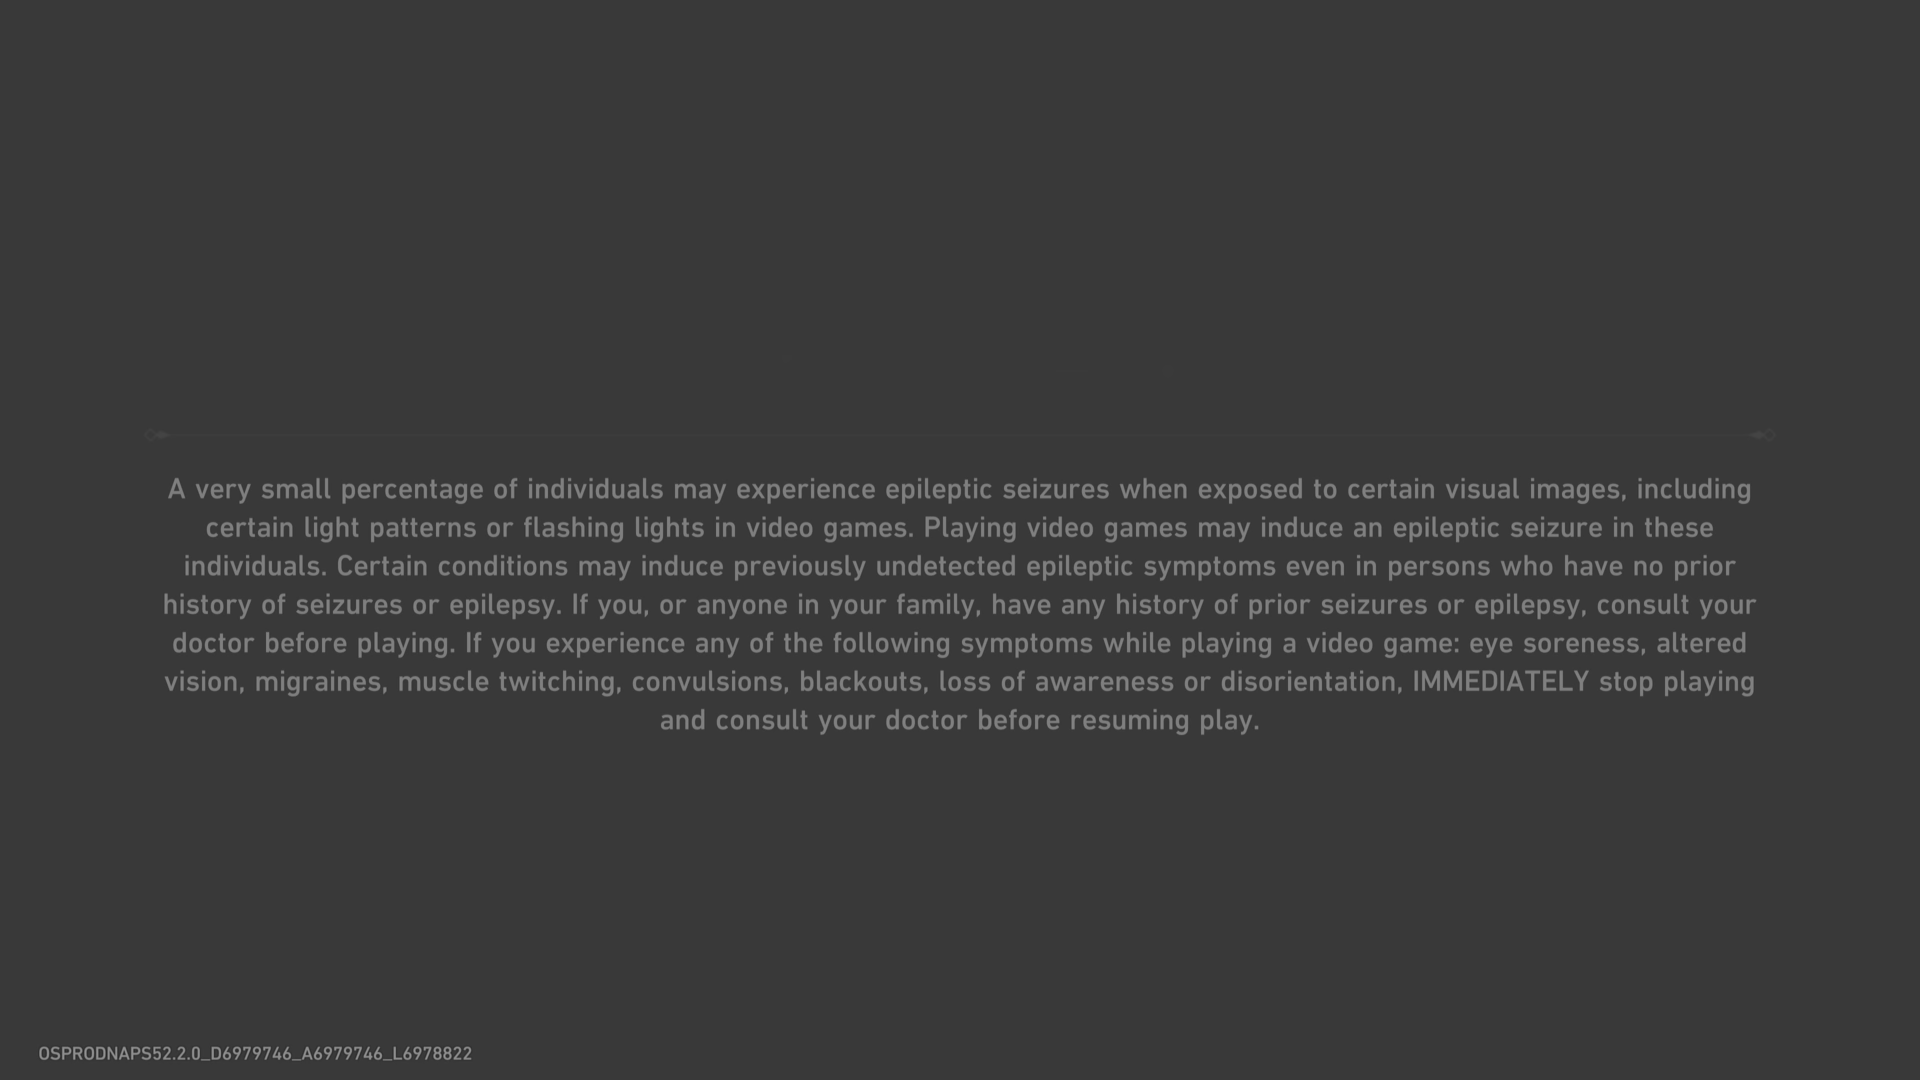 A very small percentage of individuals may experience epileptic seizures when exposed to certain visual images, including
certain light patterns or flashing lights in video games. Playing video games may induce an epileptic seizure in these
individuals. Certain conditions may induce previously undetected epileptic symptoms even in persons who have no prior
history of seizures or epilepsy. If you, or anyone in your family, have any history of prior seizures or epilepsy, consult your
doctor before playing. If you experience any of the following symptoms while playing a video game: eye soreness, altered
vision, migraines, muscle twitching, convulsions, blackouts, loss of awareness or disorientation, IMMEDIATELY stop playing
and consult your doctor before resuming play.
OSPRODNAPS52.2.0_D6979746_A6979746_L6978822